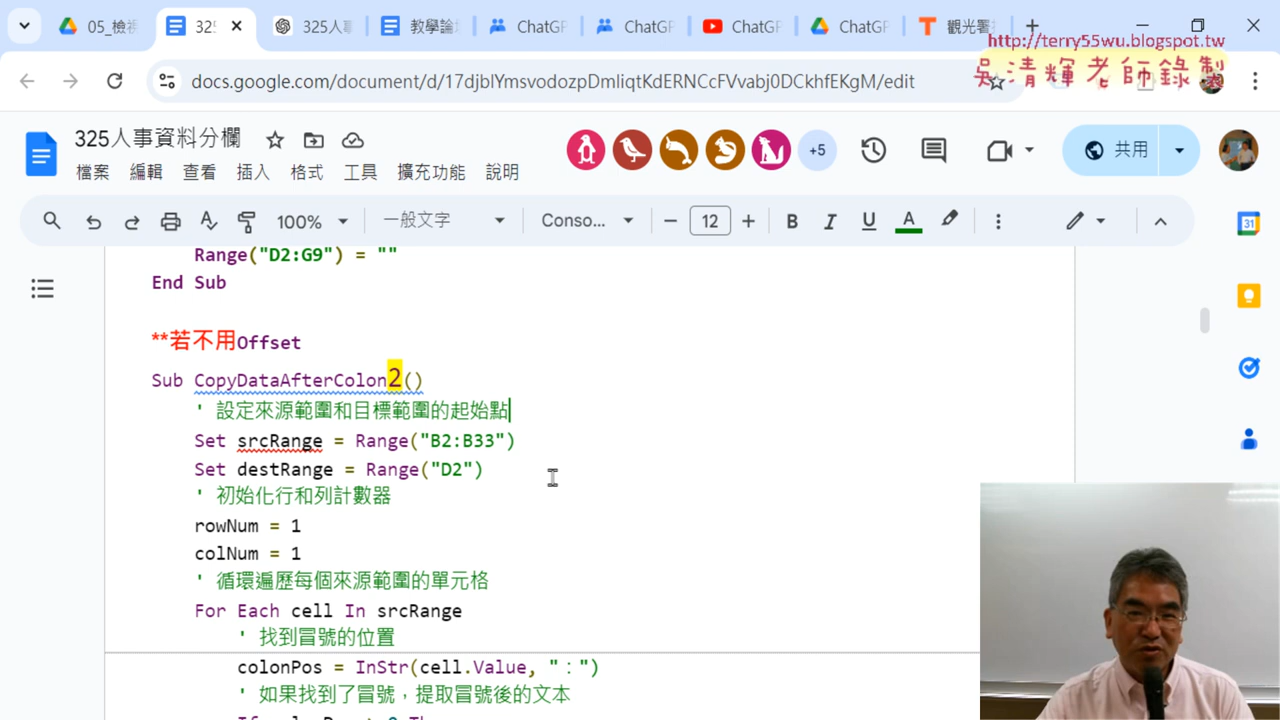 05_檢視
325
325人事
教學論壇
ChatGP
ChatGP
ChatGP
ChatGP
觀光署
http://terry55wu.blogspot.tw
吳清輝老師錄製
docs.google.com/document/d/17djblYnsvodozpDmIiqtKdERNCcFVvabj0DCkhfEKgM/edit
325人事資料分欄
+5
共用
檔案 編輯 查看 插入 格式 工具 擴充功能 說明
100% 一般文字 Conso... 12 B I U A
31
Range("D2:G9") = ""
End Sub
**若不用Offset
Sub CopyDataAfterColon2()
' 設定來源範圍和目標範圍的起始點
Set srcRange = Range("B2:B33")
Set destRange = Range("D2")
' 初始化行和列計數器
rowNum = 1
colNum = 1
' 循環遍歷每個來源範圍的單元格
For Each cell In srcRange
' 找到冒號的位置
colonPos = InStr(cell.Value, "：")
' 如果找到了冒號，提取冒號後的文本